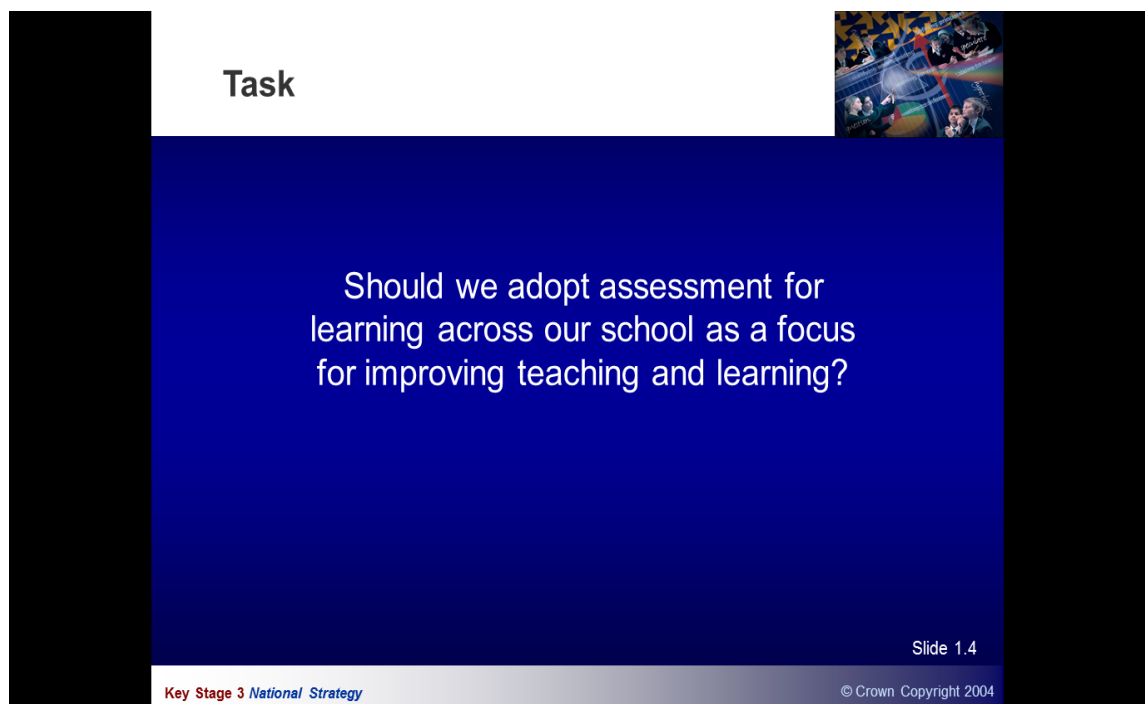 Task
Should we adopt assessment for
learning across our school as a focus
for improving teaching and learning?
Slide 1.4
Key Stage 3 National Strategy
© Crown Copyright 2004